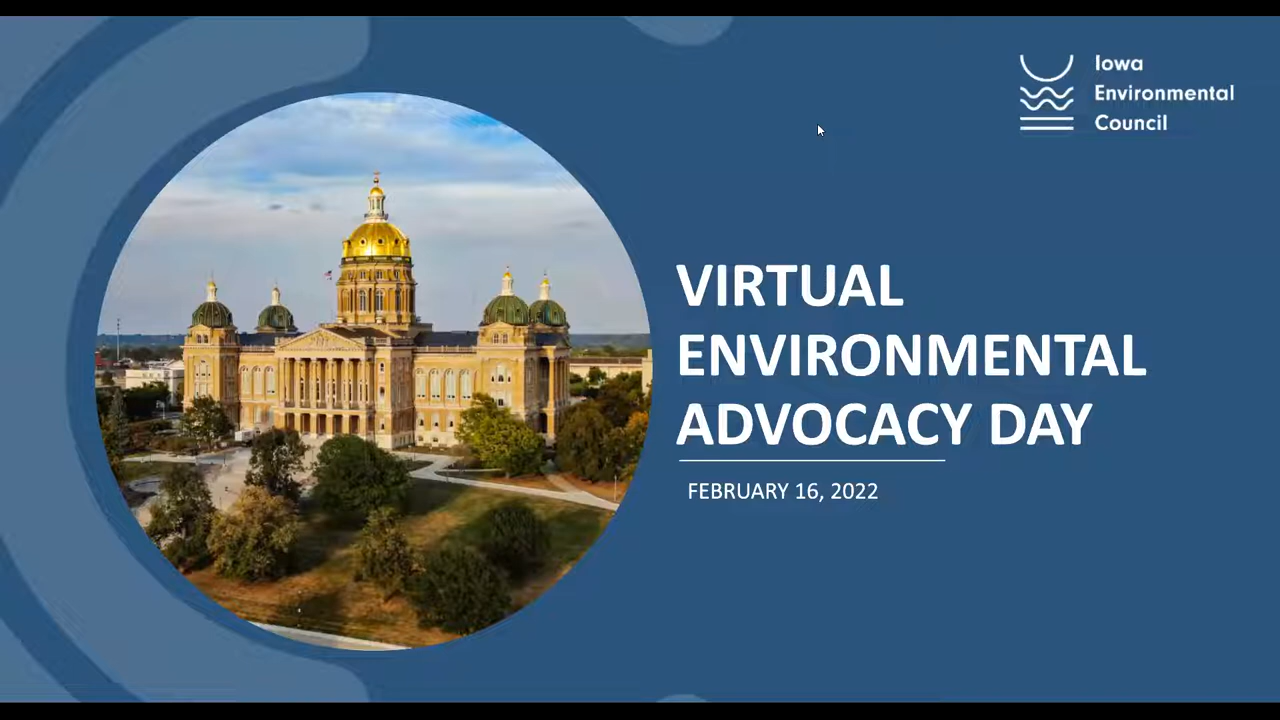 Iowa
Environmental
Council
VIRTUAL
ENVIRONMENTAL
ADVOCACY DAY
FEBRUARY 16, 2022